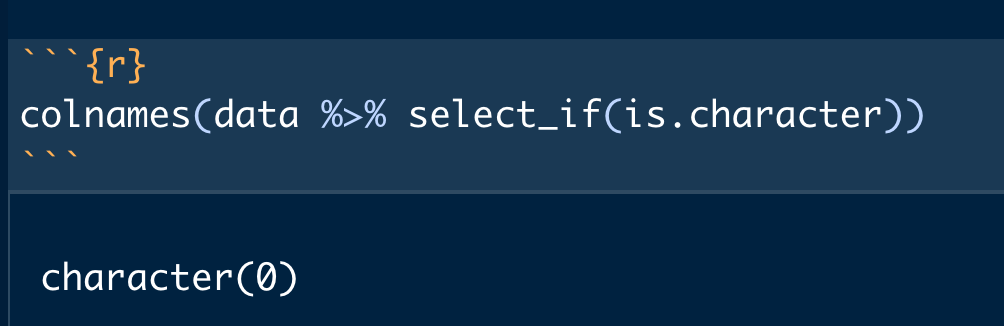 ```{r}
colnames(data %>% select_if(is.character))
```
character(0)